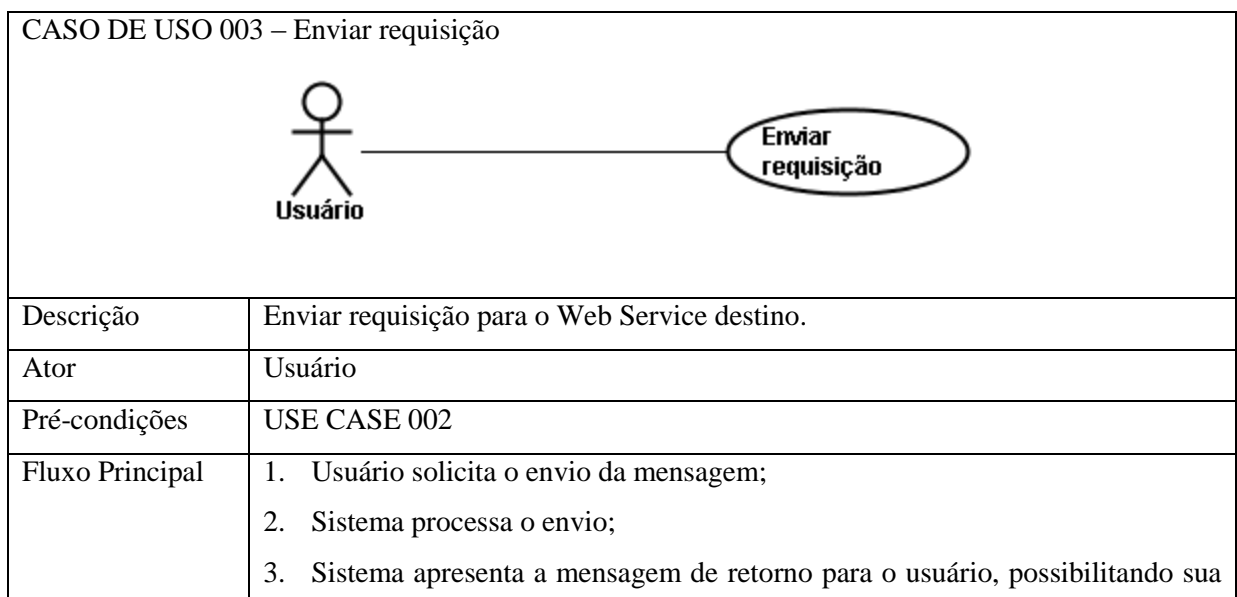 CASO DE USO 003 – Enviar requisição
Enviar
requisição
Usuário
Descrição Enviar requisição para o Web Service destino.
Ator Usuário
Pré-condições USE CASE 002
Fluxo Principal 1. Usuário solicita o envio da mensagem;
2. Sistema processa o envio;
3. Sistema apresenta a mensagem de retorno para o usuário, possibilitando sua